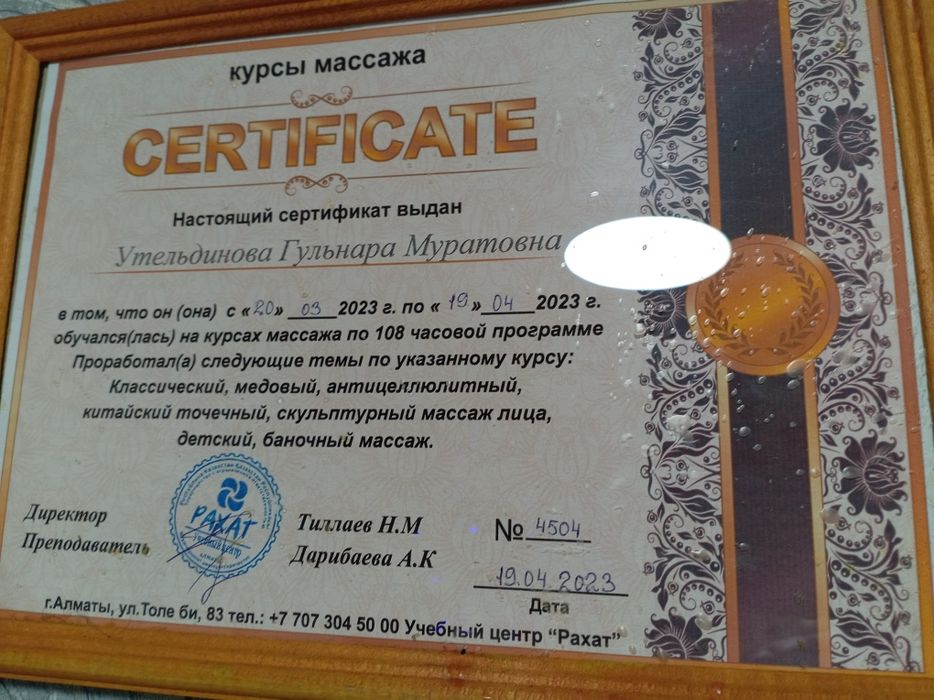 курсы массажа
CERTIFICATE
Настоящий сертификат выдан
Утельдинова Гульнара Муратовна
в том, что он (она) с «20» 03 2023 г. по «19» 04 2023 г.
обучался(лась) на курсах массажа по 108 часовой программе
Проработал(а) следующие темы по указанному курсу:
Классический, медовый, антицеллюлитный,
китайский точечный, скульптурный массаж лица,
детский, баночный массаж.
Директор
Преподаватель
РАХАТ
Учебный центр
Тиллаев Н.М
Дарибаева А.К
№ 4504
19.04.2023
Дата
г.Алматы, ул.Толе би, 83 тел.: +7 707 304 50 00 Учебный центр “Рахат”